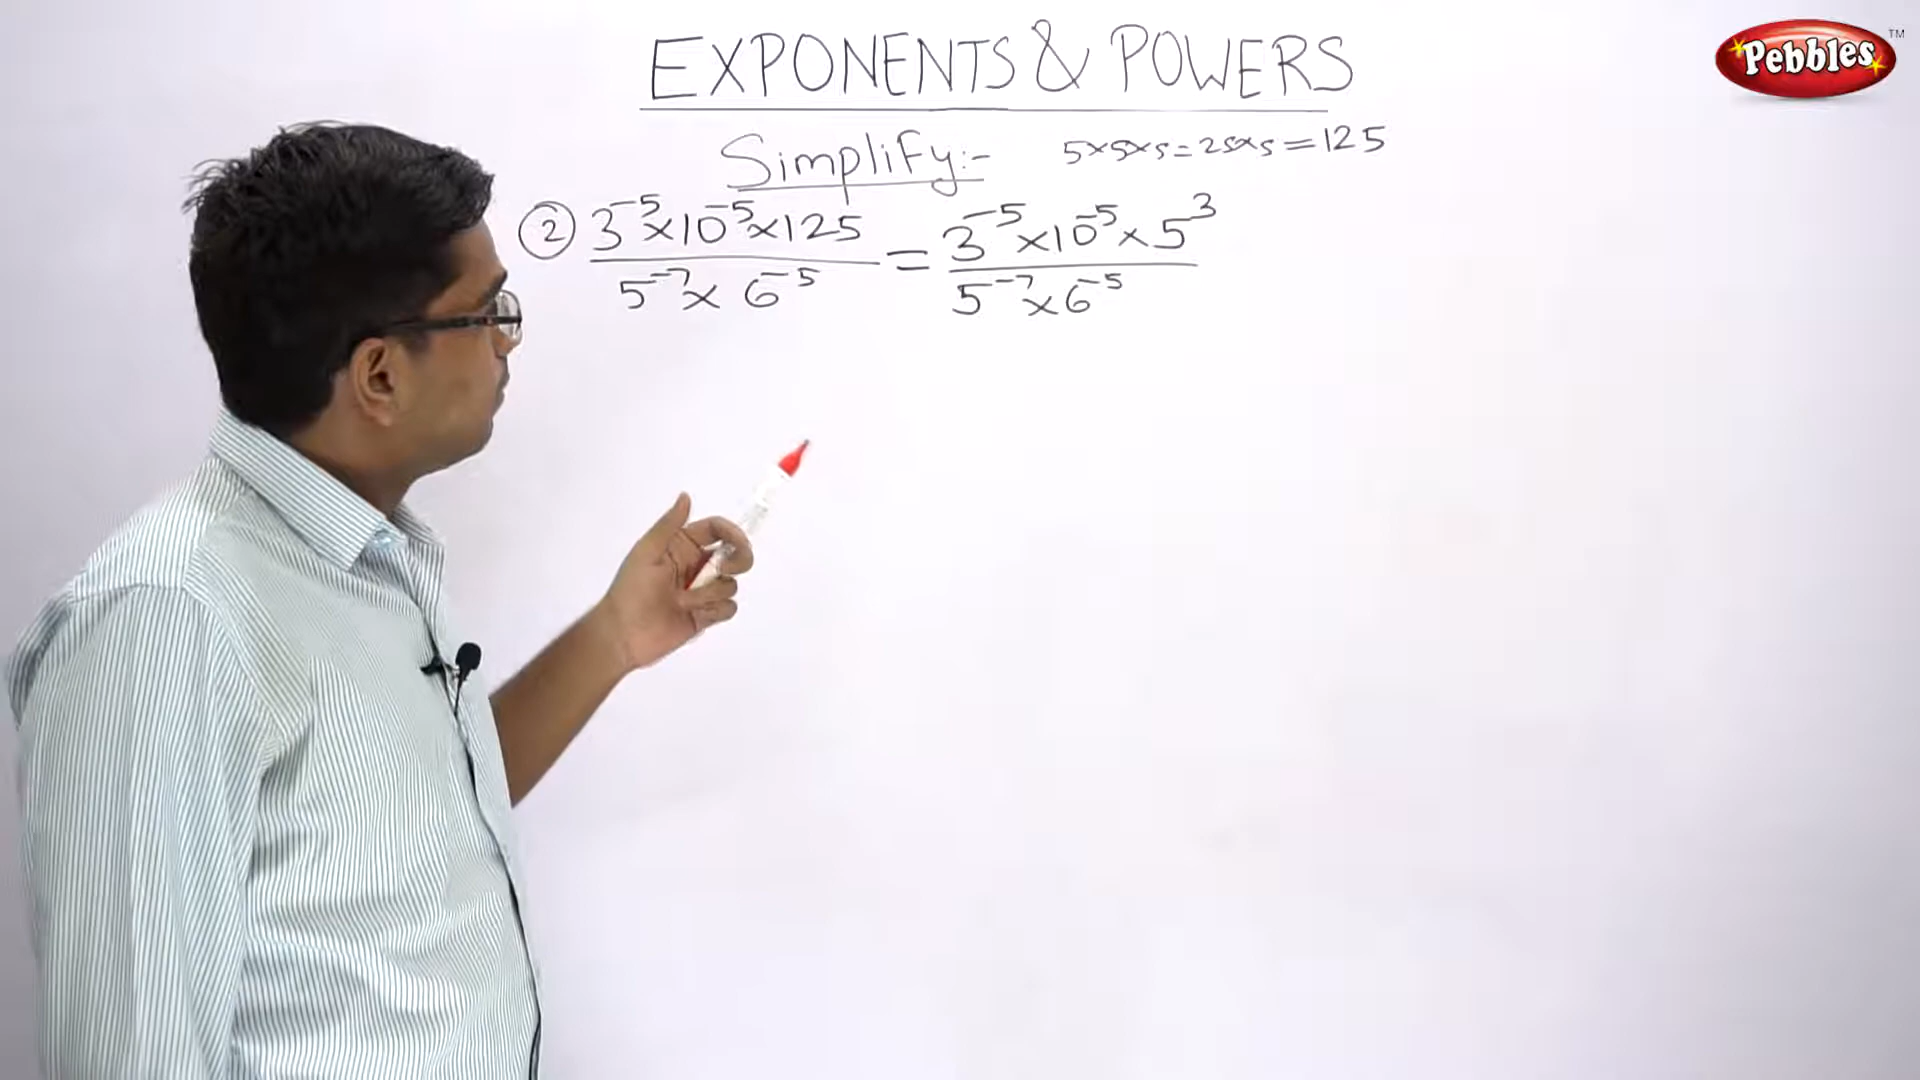 EXPONENTS & POWERS
Pebbles™
Simplify:- 5×5×5=25×5=125
② 3⁻⁵×10⁻⁵×125 = 3⁻⁵×10⁻⁵×5³
5⁻⁷×6⁻⁵ 5⁻⁷×6⁻⁵